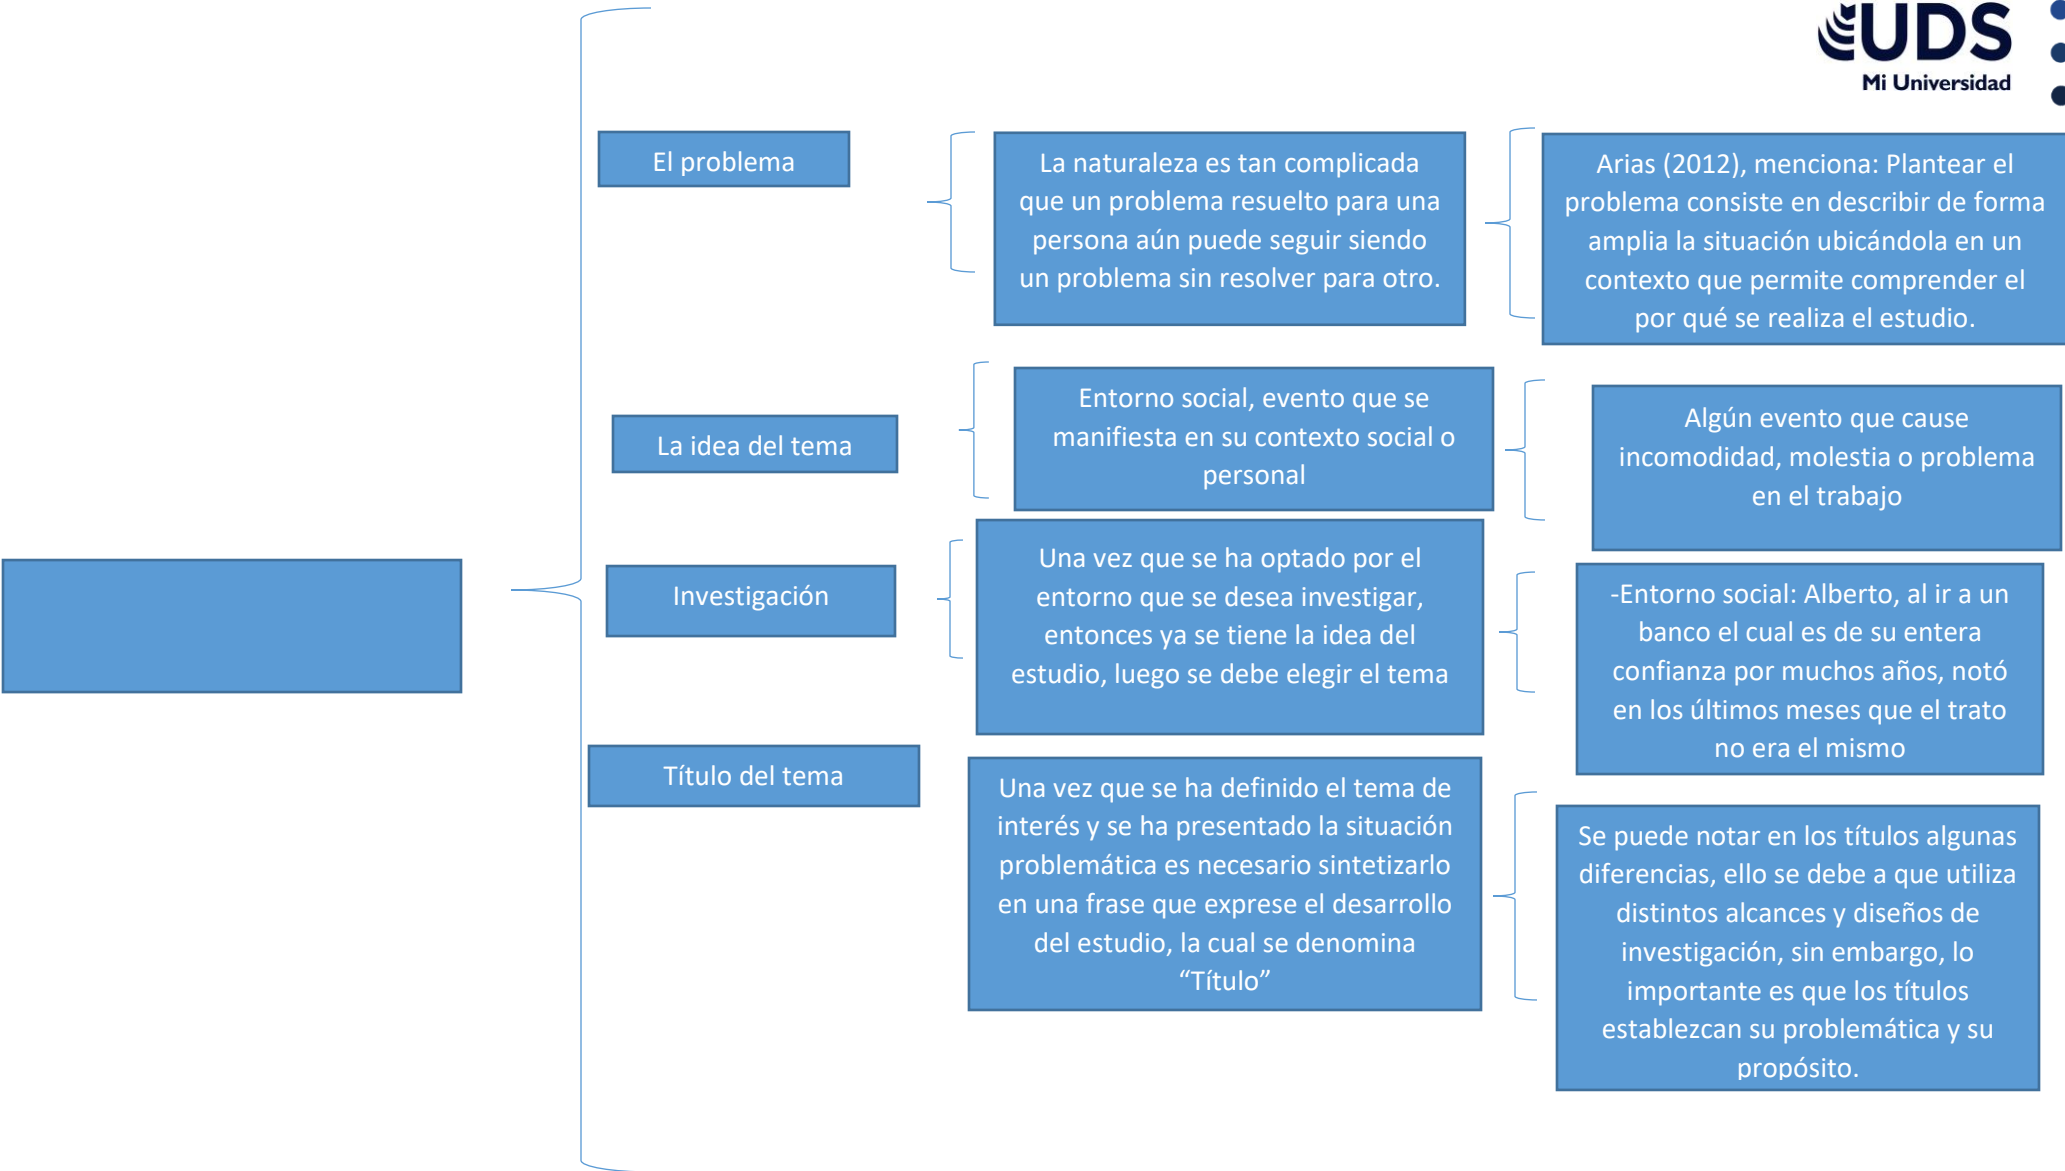 UDS
Mi Universidad
El problema
La naturaleza es tan complicada
que un problema resuelto para una
persona aún puede seguir siendo
un problema sin resolver para otro.
Arias (2012), menciona: Plantear el
problema consiste en describir de forma
amplia la situación ubicándola en un
contexto que permite comprender el
por qué se realiza el estudio.
La idea del tema
Entorno social, evento que se
manifiesta en su contexto social o
personal
Algún evento que cause
incomodidad, molestia o problema
en el trabajo
Investigación
Una vez que se ha optado por el
entorno que se desea investigar,
entonces ya se tiene la idea del
estudio, luego se debe elegir el tema
-Entorno social: Alberto, al ir a un
banco el cual es de su entera
confianza por muchos años, notó
en los últimos meses que el trato
no era el mismo
Título del tema
Una vez que se ha definido el tema de
interés y se ha presentado la situación
problemática es necesario sintetizarlo
en una frase que exprese el desarrollo
del estudio, la cual se denomina
“Título”
Se puede notar en los títulos algunas
diferencias, ello se debe a que utiliza
distintos alcances y diseños de
investigación, sin embargo, lo
importante es que los títulos
establezcan su problemática y su
propósito.